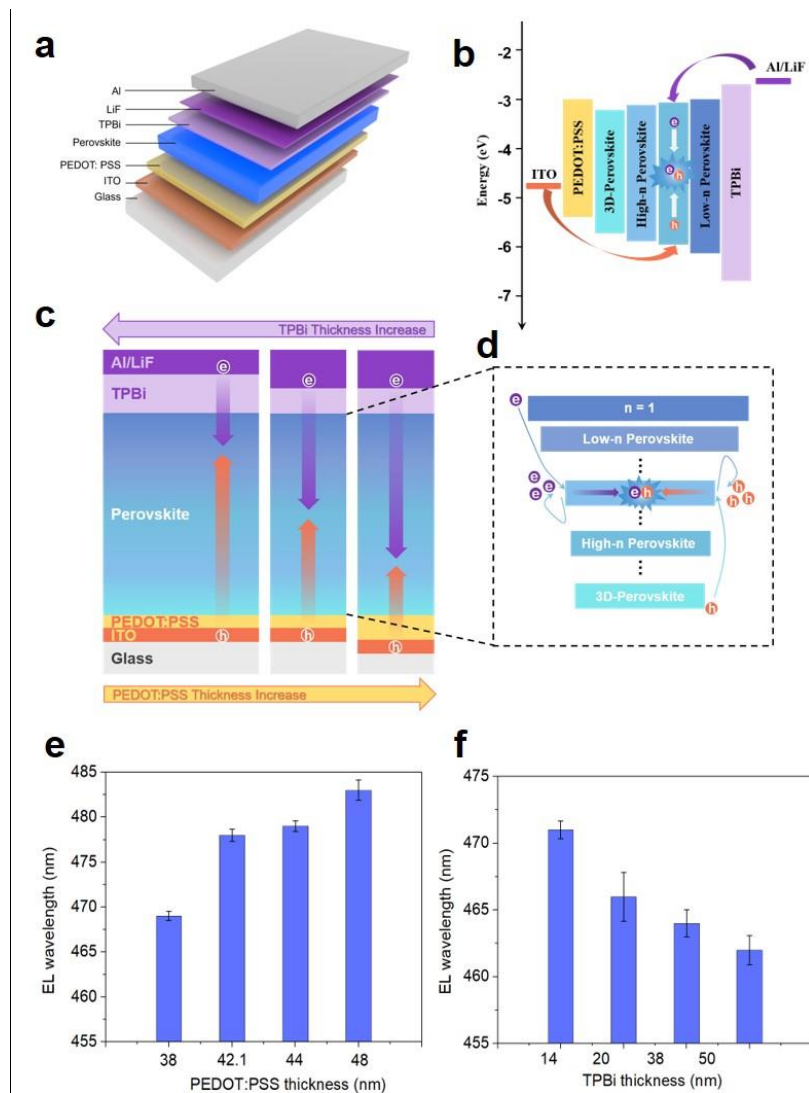 a
Al
LiF
TPBi
Perovskite
PEDOT: PSS
ITO
Glass
b
Energy (eV)
-2
-3
-4
-5
-6
-7
ITO
PEDOT:PSS
3D-Perovskite
High-n Perovskite
e
e h
h
Low-n Perovskite
TPBi
Al/LiF
c
TPBi Thickness Increase
Al/LiF
e
e
e
TPBi
Perovskite
PEDOT:PSS
ITO
h
h
h
Glass
PEDOT:PSS Thickness Increase
d
e
n = 1
Low-n Perovskite
e
e
e
e h
h
h
h
High-n Perovskite
3D-Perovskite
h
e
EL wavelength (nm)
485
480
475
470
465
460
455
38 42.1 44 48
PEDOT:PSS thickness (nm)
f
EL wavelength (nm)
475
470
465
460
455
14 20 38 50
TPBi thickness (nm)